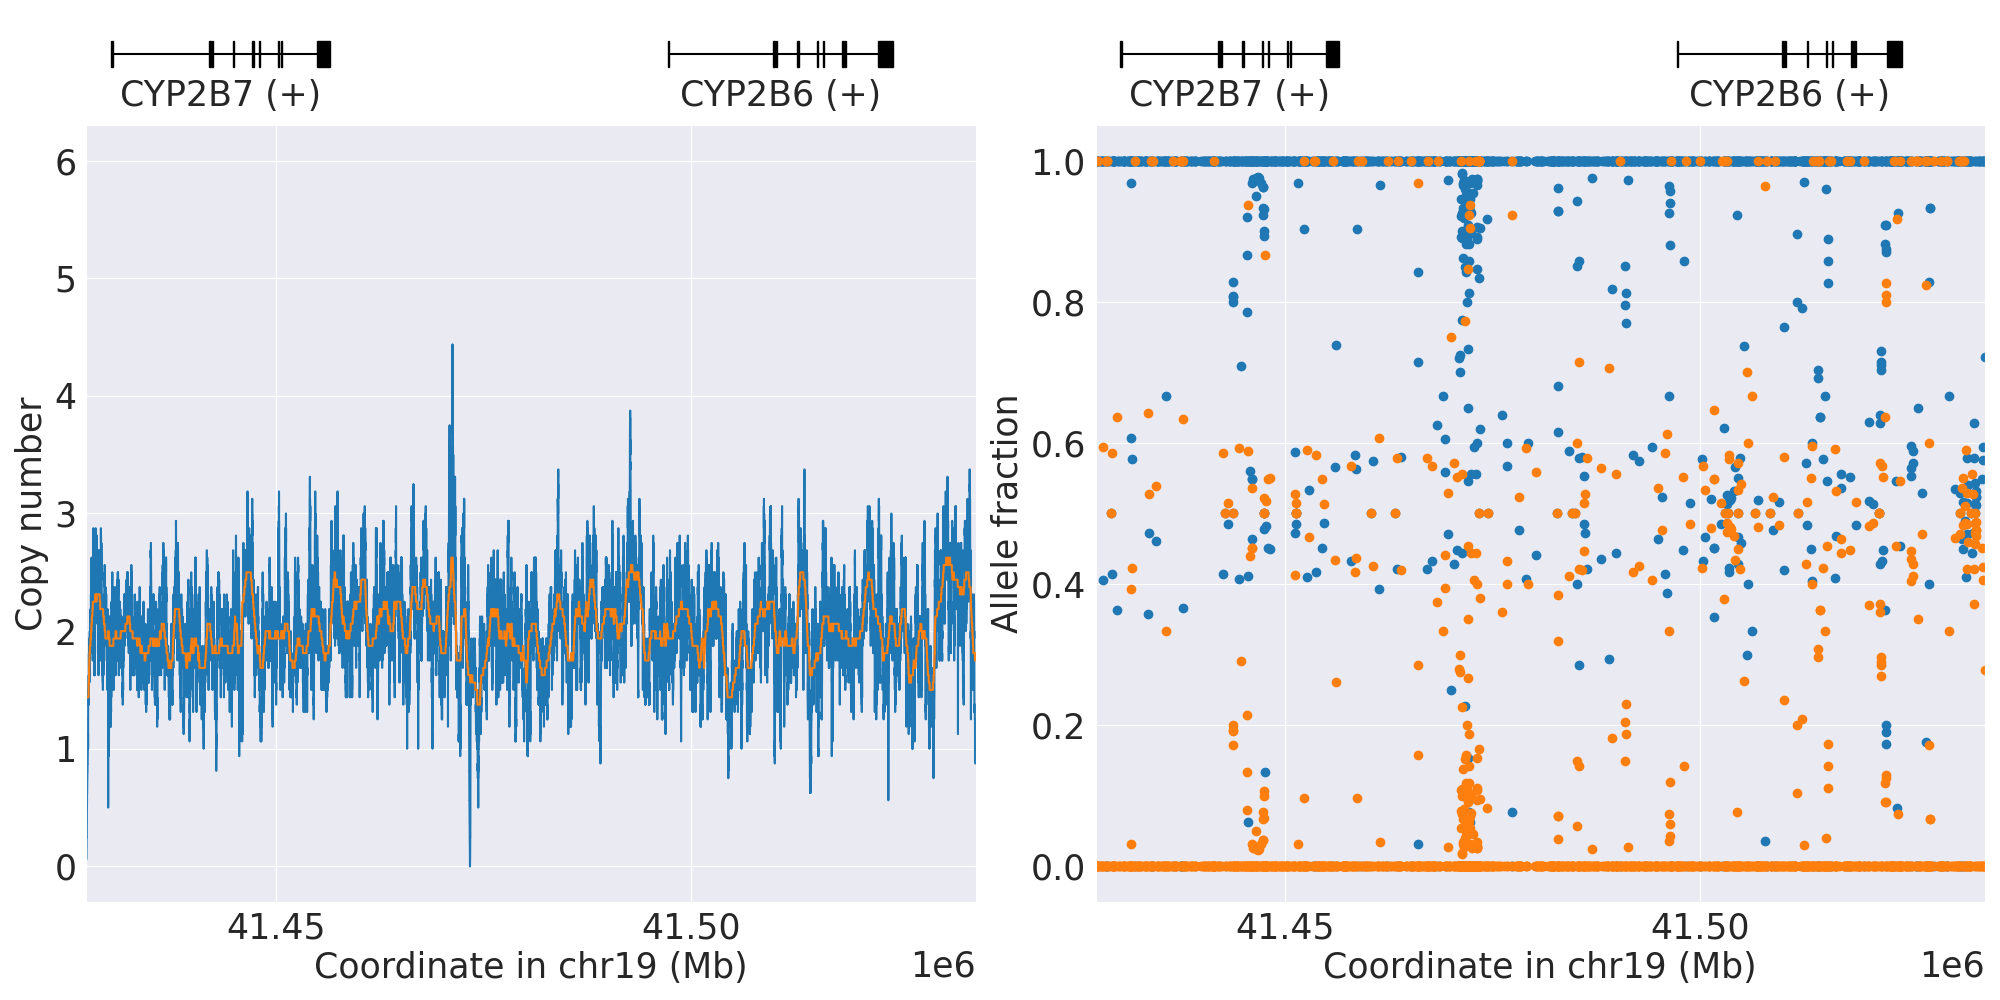 CYP2B7 (+) CYP2B6 (+)
6
5
4
3
2
1
0
Copy number
41.45 41.50
Coordinate in chr19 (Mb) 1e6
CYP2B7 (+) CYP2B6 (+)
1.0
0.8
0.6
0.4
0.2
0.0
Allele fraction
41.45 41.50
Coordinate in chr19 (Mb) 1e6